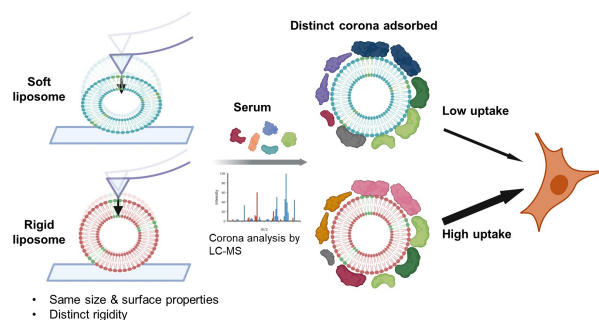 Distinct corona adsorbed
Soft
liposome
Serum
Low uptake
Intensity
M/Z
Corona analysis by
LC-MS
Rigid
liposome
High uptake
• Same size & surface properties
• Distinct rigidity